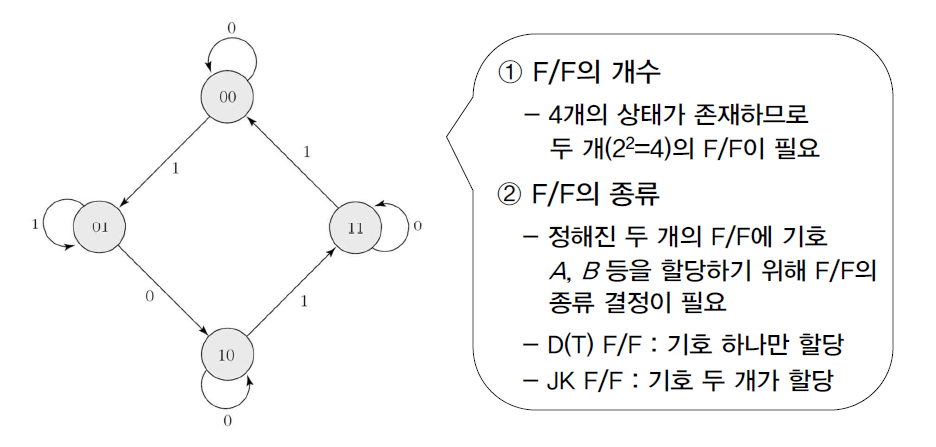 0
00
1
1
1
01
11
0
0
1
10
0
① F/F의 개수
– 4개의 상태가 존재하므로
두 개(2²=4)의 F/F이 필요
② F/F의 종류
– 정해진 두 개의 F/F에 기호
A, B 등을 할당하기 위해 F/F의
종류 결정이 필요
– D(T) F/F : 기호 하나만 할당
– JK F/F : 기호 두 개가 할당